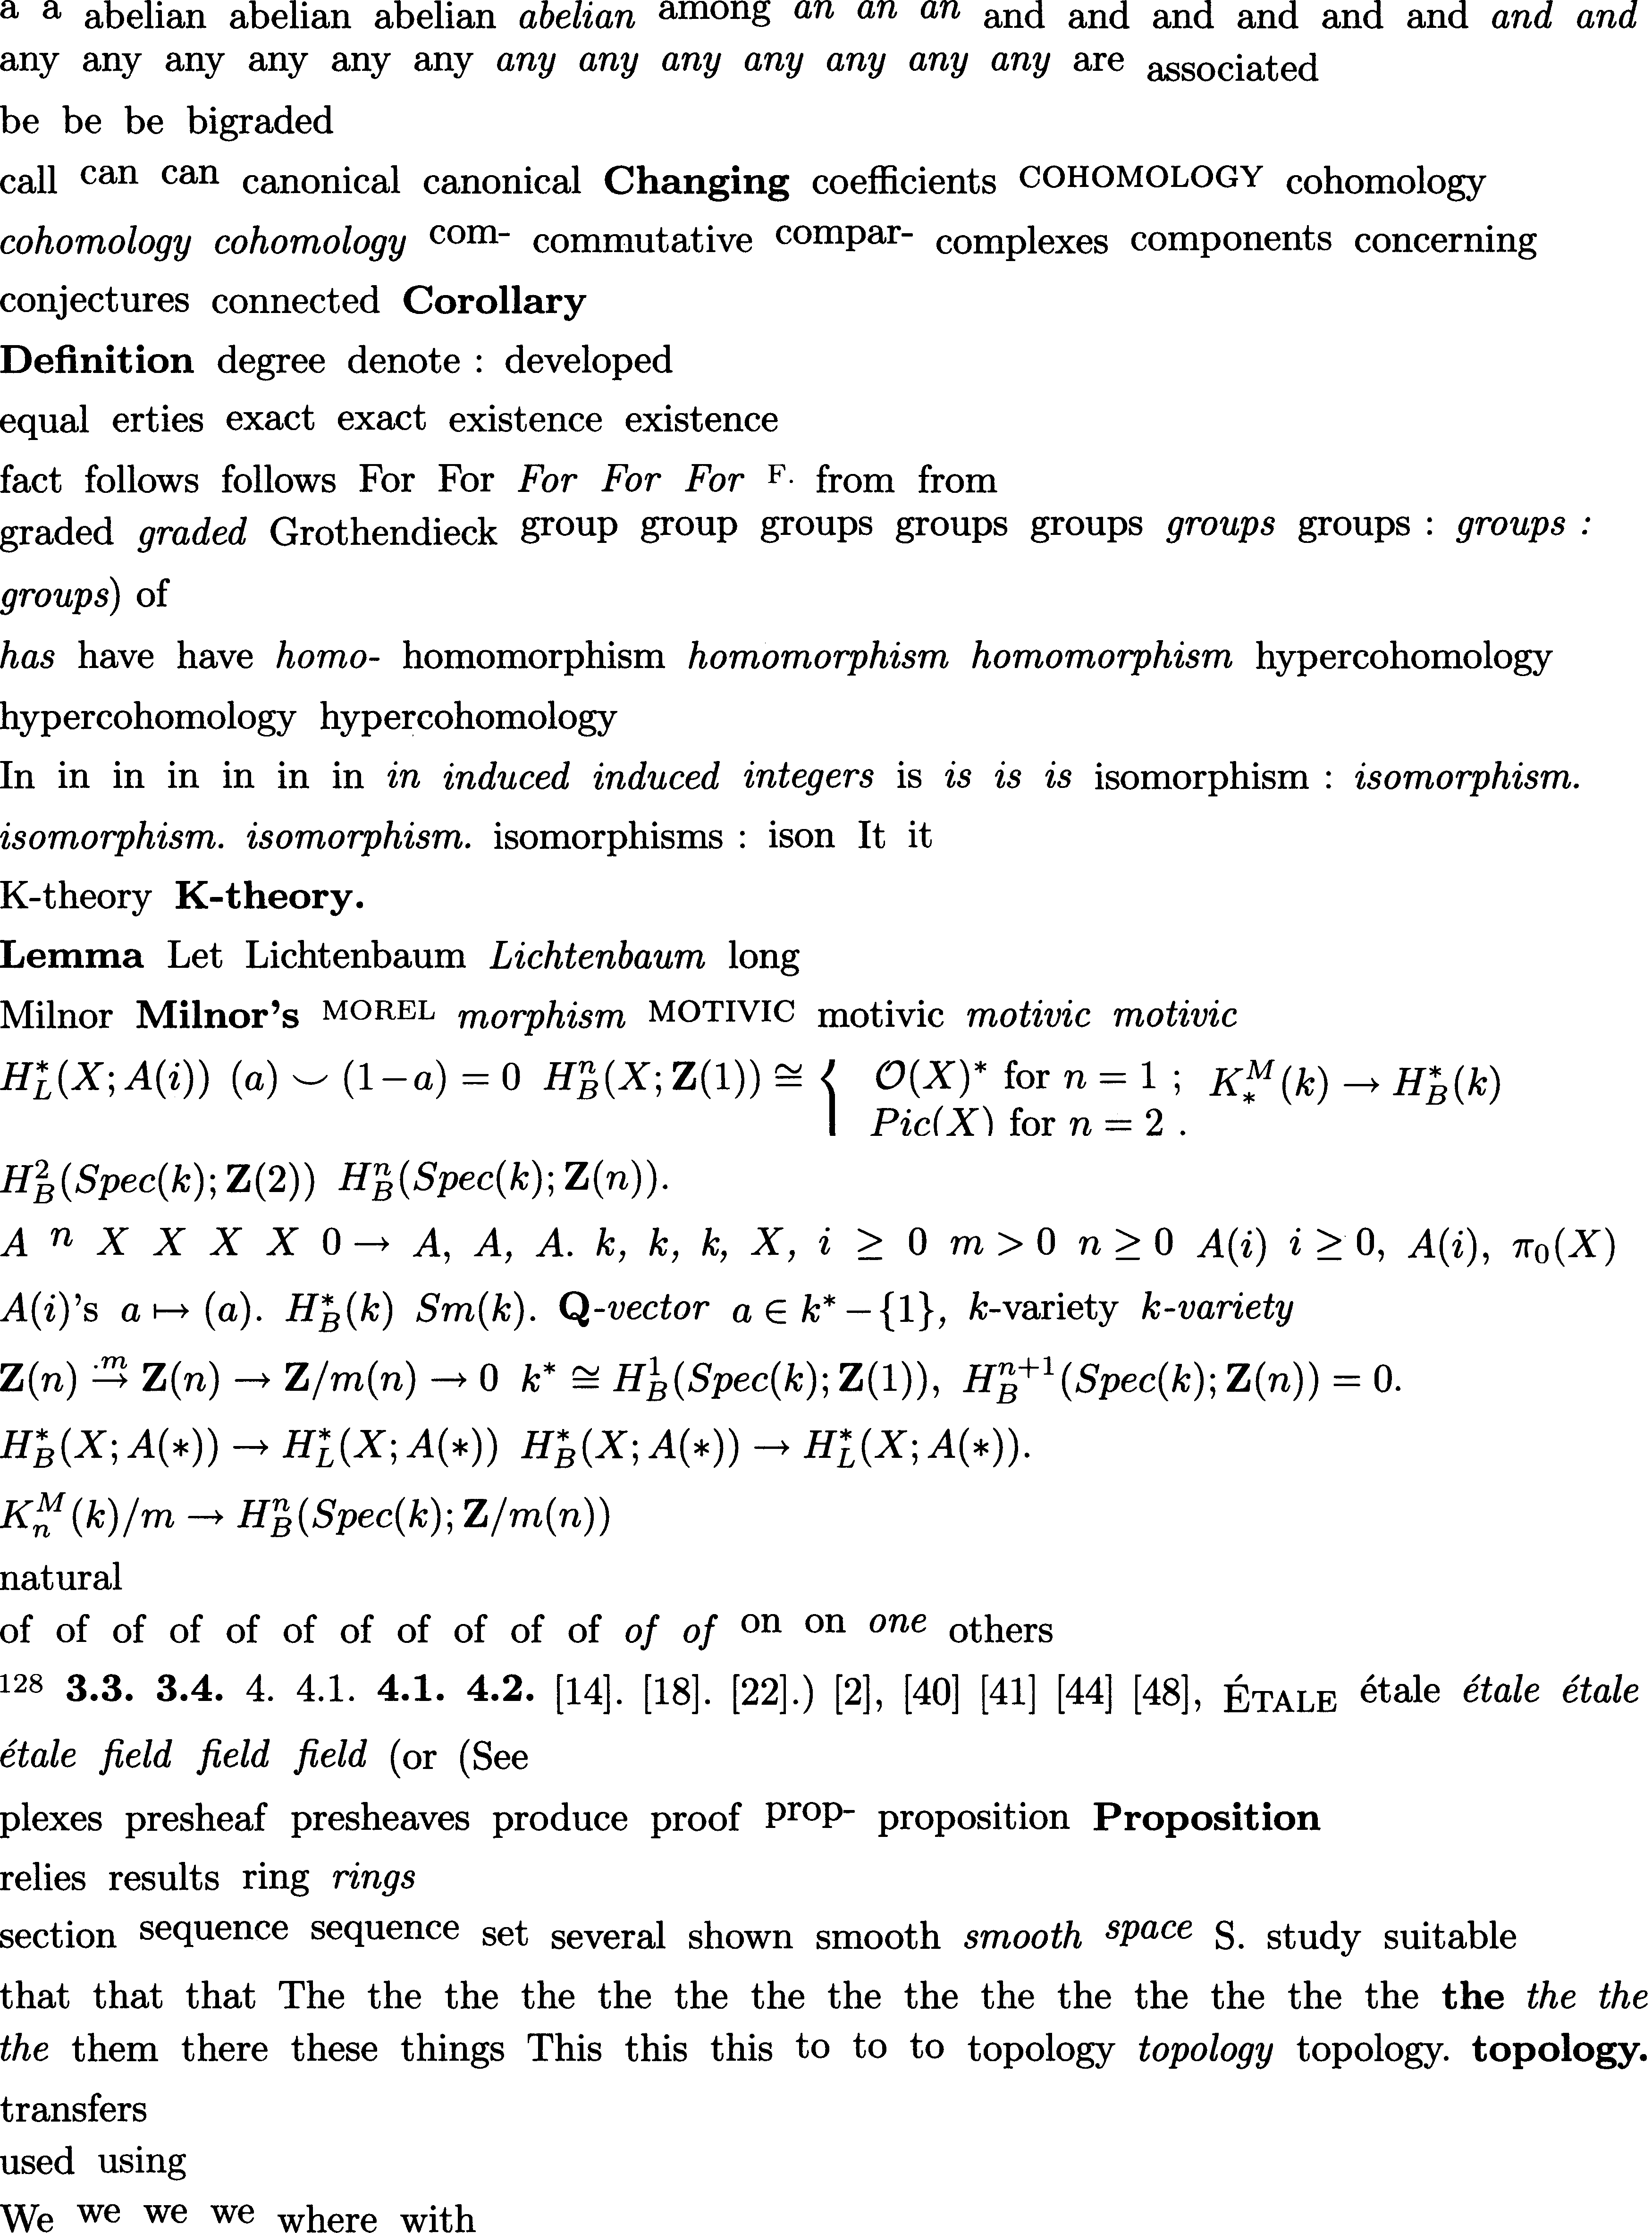 a a abelian abelian abelian abelian among an an an and and and and and and and and
any any any any any any any any any any any any any are associated
be be be bigraded
call can can canonical canonical Changing coefficients COHOMOLOGY cohomology
cohomology cohomology com- commutative compar- complexes components concerning
conjectures connected Corollary
Definition degree denote : developed
equal erties exact exact existence existence
fact follows follows For For For For For F. from from
graded graded Grothendieck group group groups groups groups groups groups : groups :
groups) of
has have have homo- homomorphism homomorphism homomorphism hypercohomology
hypercohomology hypercohomology
In in in in in in in in induced induced integers is is is is isomorphism : isomorphism.
isomorphism. isomorphism. isomorphisms : ison It it
K-theory K-theory.
Lemma Let Lichtenbaum Lichtenbaum long
Milnor Milnor's MOREL morphism MOTIVIC motivic motivic motivic
$H_L^*(X; A(i))$ $(a) \smile (1-a) = 0$ $H_B^n(X; \mathbf{Z}(1)) \cong \begin{cases} \mathcal{O}(X)^* \text{ for } n = 1 \text{ ;} \\ Pic(X) \text{ for } n = 2 \text{ .} \end{cases}$ $K_*^M(k) \to H_B^*(k)$
$H_B^2(Spec(k); \mathbf{Z}(2))$ $H_B^n(Spec(k); \mathbf{Z}(n)).$
A n X X X X 0 → A, A, A. k, k, k, X, i ≥ 0 m > 0 n ≥ 0 A(i) i ≥ 0, A(i), $\pi_0(X)$
A(i)'s a ↦ (a). $H_B^*(k)$ Sm(k). Q-vector $a \in k^* - \{1\},$ k-variety k-variety
$\mathbf{Z}(n) \xrightarrow{.m} \mathbf{Z}(n) \to \mathbf{Z}/m(n) \to 0$ $k^* \cong H_B^1(Spec(k); \mathbf{Z}(1)),$ $H_B^{n+1}(Spec(k); \mathbf{Z}(n)) = 0.$
$H_B^*(X; A(*)) \to H_L^*(X; A(*))$ $H_B^*(X; A(*)) \to H_L^*(X; A(*)).$
$K_n^M(k)/m \to H_B^n(Spec(k); \mathbf{Z}/m(n))$
natural
of of of of of of of of of of of of of on on one others
128 3.3. 3.4. 4. 4.1. 4.1. 4.2. [14]. [18]. [22].) [2], [40] [41] [44] [48], ÉTALE étale étale étale
étale field field field (or (See
plexes presheaf presheaves produce proof prop- proposition Proposition
relies results ring rings
section sequence sequence set several shown smooth smooth space S. study suitable
that that that The the the the the the the the the the the the the the the the the the
the them there these things This this this to to to topology topology topology. topology.
transfers
used using
We we we we where with